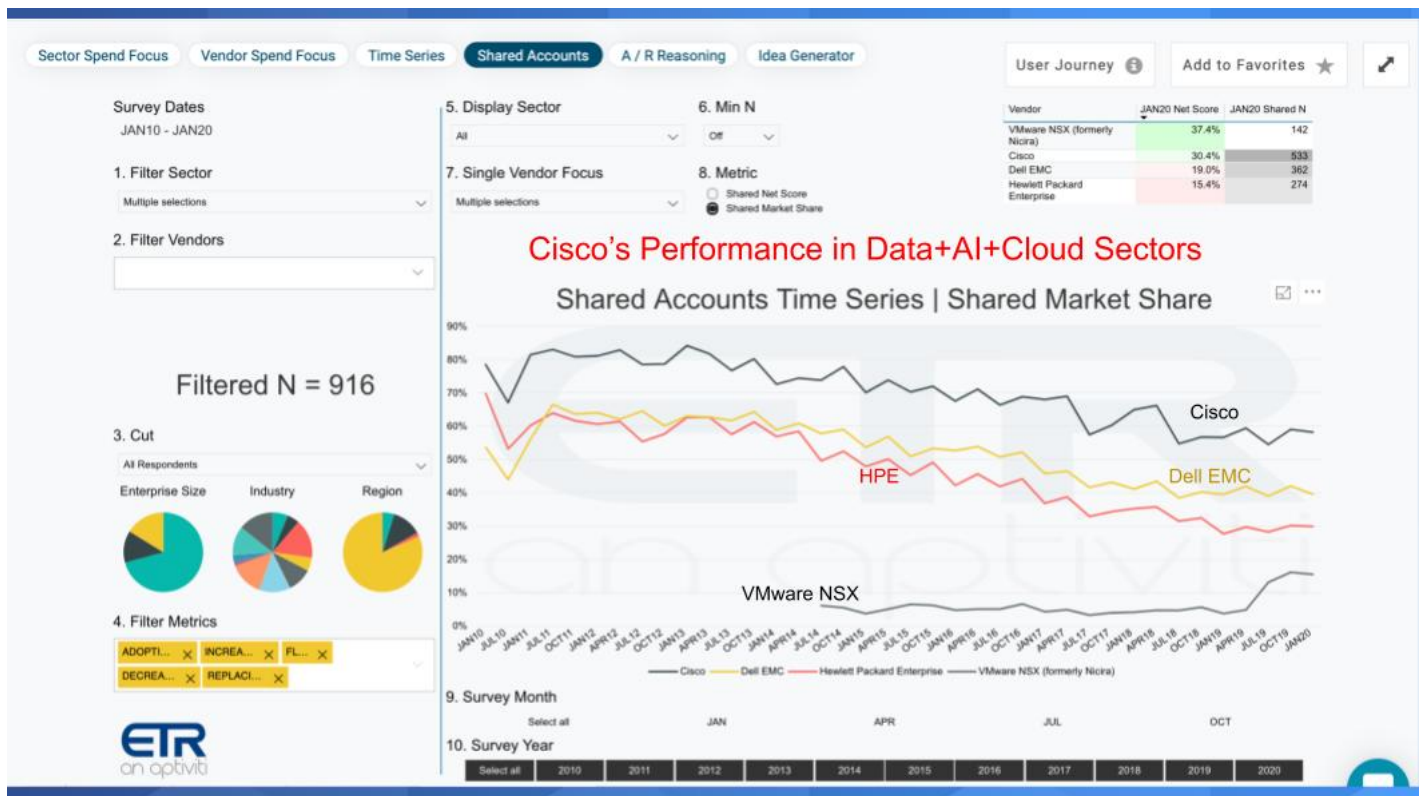 Sector Spend Focus Vendor Spend Focus Time Series Shared Accounts A / R Reasoning Idea Generator
User Journey Add to Favorites
Survey Dates
JAN10 - JAN20
1. Filter Sector
Multiple selections
2. Filter Vendors
Filtered N = 916
3. Cut
All Respondents
Enterprise Size Industry Region
4. Filter Metrics
ADOPTI... INCREA... FL...
DECREA... REPLACI...
ETR
an aptiviti
5. Display Sector
All
6. Min N
Off
7. Single Vendor Focus
Multiple selections
8. Metric
Shared Net Score
Shared Market Share
Vendor JAN20 Net Score JAN20 Shared N
VMware NSX (formerly
Nicira) 37.4% 142
Cisco 30.4% 533
Dell EMC 19.0% 362
Hewlett Packard
Enterprise 15.4% 274
Cisco's Performance in Data+AI+Cloud Sectors
Shared Accounts Time Series | Shared Market Share
90%
80%
70%
60%
50%
40%
30%
20%
10%
0%
ETR
an aptiviti
Cisco
HPE
Dell EMC
VMware NSX
JAN10 JUL10 JAN11 JUL11 OCT11 JAN12 APR12 JUL12 OCT12 JAN13 APR13 JUL13 OCT13 JAN14 APR14 JUL14 OCT14 JAN15 APR15 JUL15 OCT15 JAN16 APR16 JUL16 OCT16 JAN17 APR17 JUL17 OCT17 JAN18 APR18 JUL18 OCT18 JAN19 APR19 JUL19 OCT19 JAN20
Cisco Dell EMC Hewlett Packard Enterprise VMware NSX (formerly Nicira)
9. Survey Month
Select all JAN APR JUL OCT
10. Survey Year
Select all 2010 2011 2012 2013 2014 2015 2016 2017 2018 2019 2020